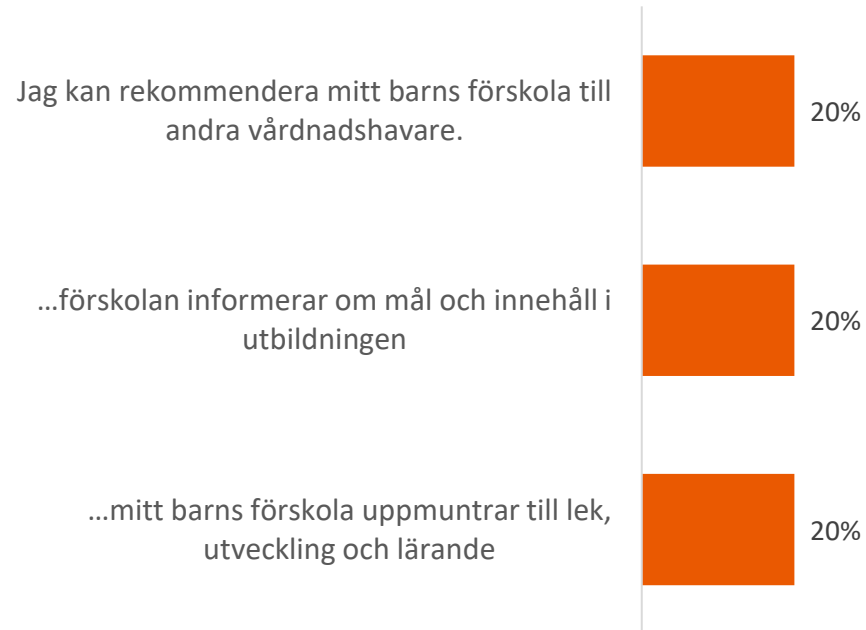 Jag kan rekommendera mitt barns förskola till
andra vårdnadshavare.
20%
...förskolan informerar om mål och innehåll i
utbildningen
20%
...mitt barns förskola uppmuntrar till lek,
utveckling och lärande
20%